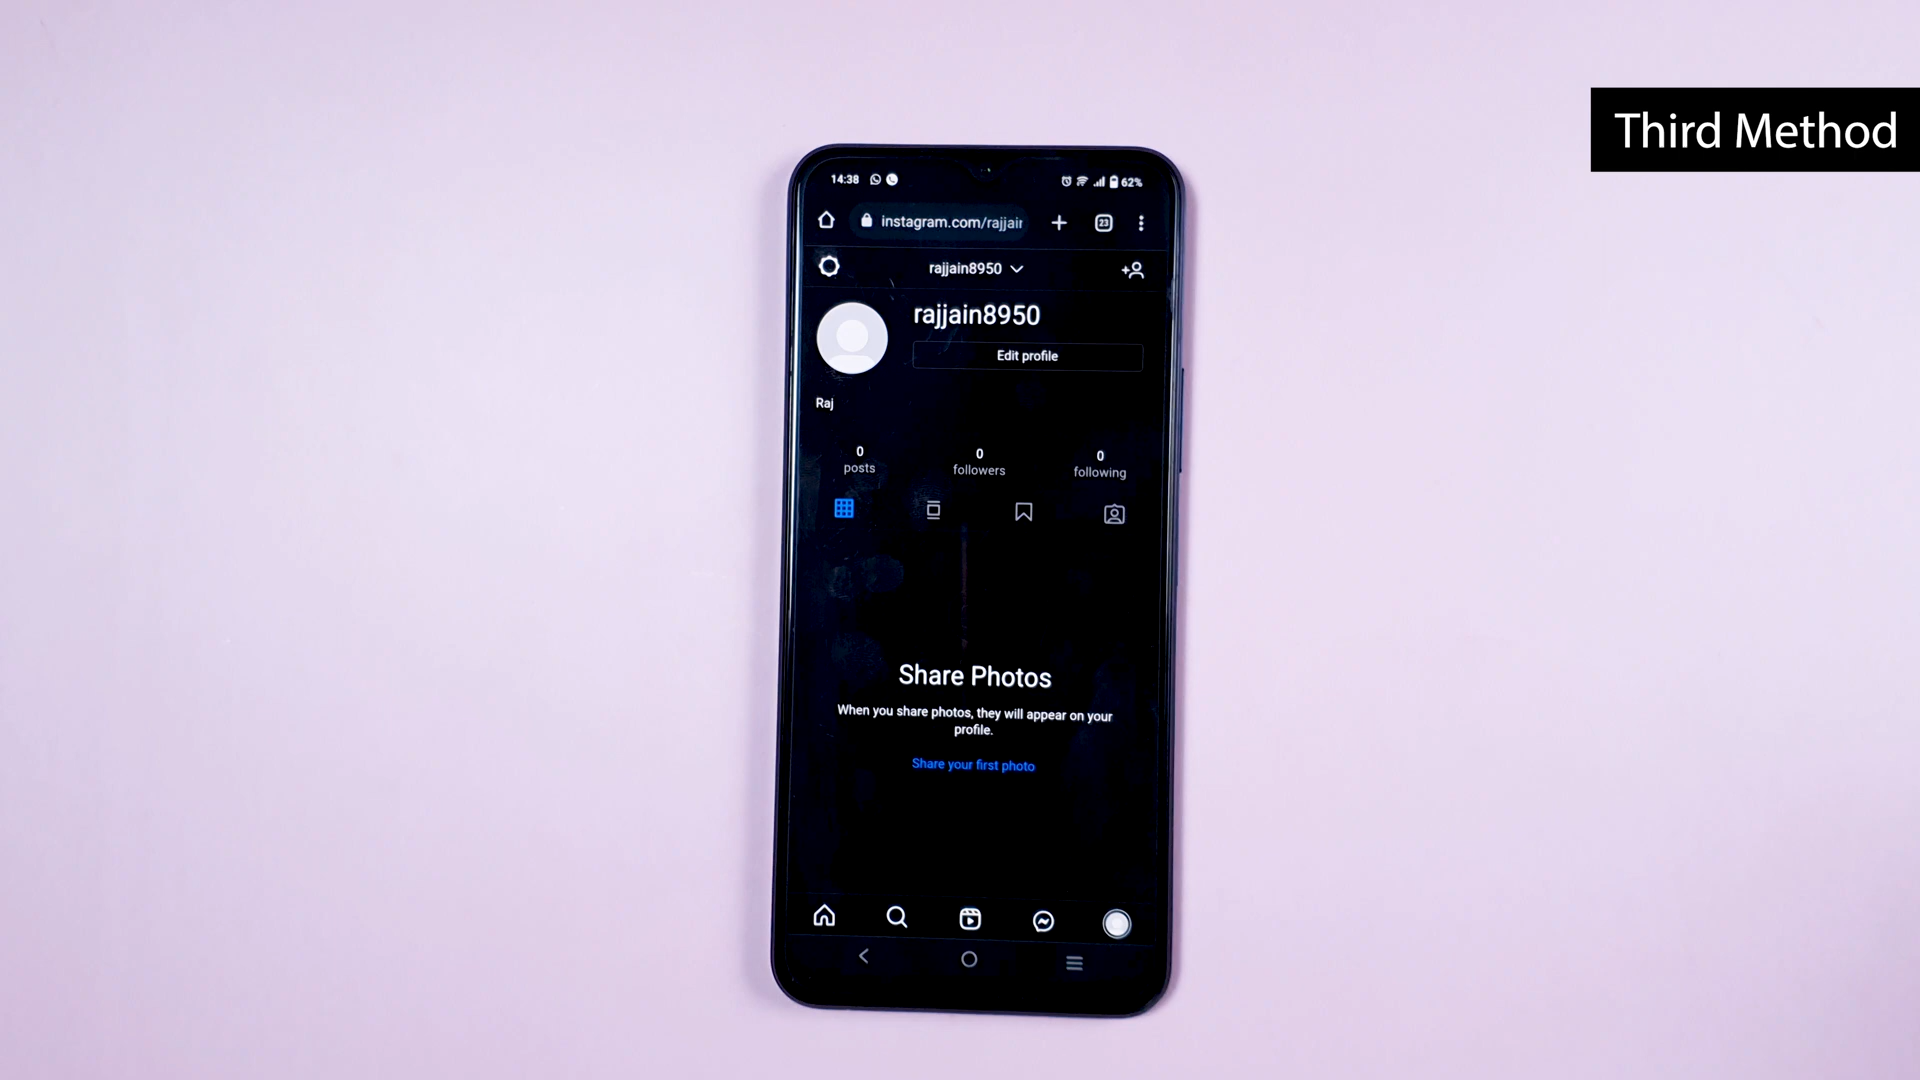 Third Method
14:38
62%
instagram.com/rajjair
23
rajjain8950
rajjain8950
Edit profile
Raj
0 posts
0 followers
0 following
Share Photos
When you share photos, they will appear on your
profile.
Share your first photo